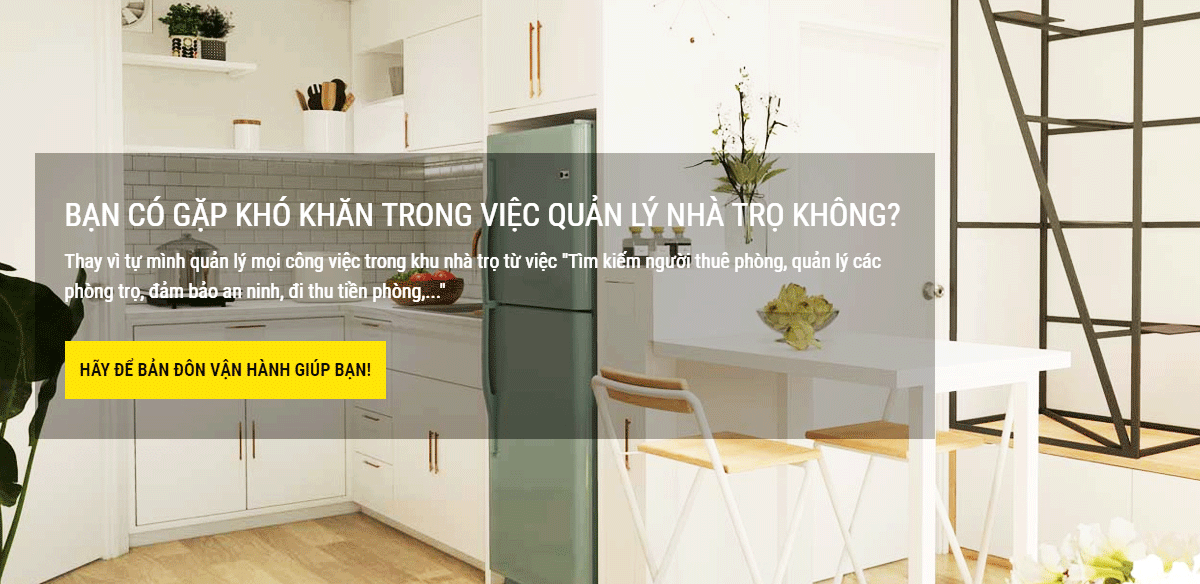 BẠN CÓ GẶP KHÓ KHĂN TRONG VIỆC QUẢN LÝ NHÀ TRỌ KHÔNG?
Thay vì tự mình quản lý mọi công việc trong khu nhà trọ từ việc "Tìm kiếm người thuê phòng, quản lý các
phòng trọ, đảm bảo an ninh, đi thu tiền phòng,..."
HÃY ĐỂ BẢN ĐÔN VẬN HÀNH GIÚP BẠN!